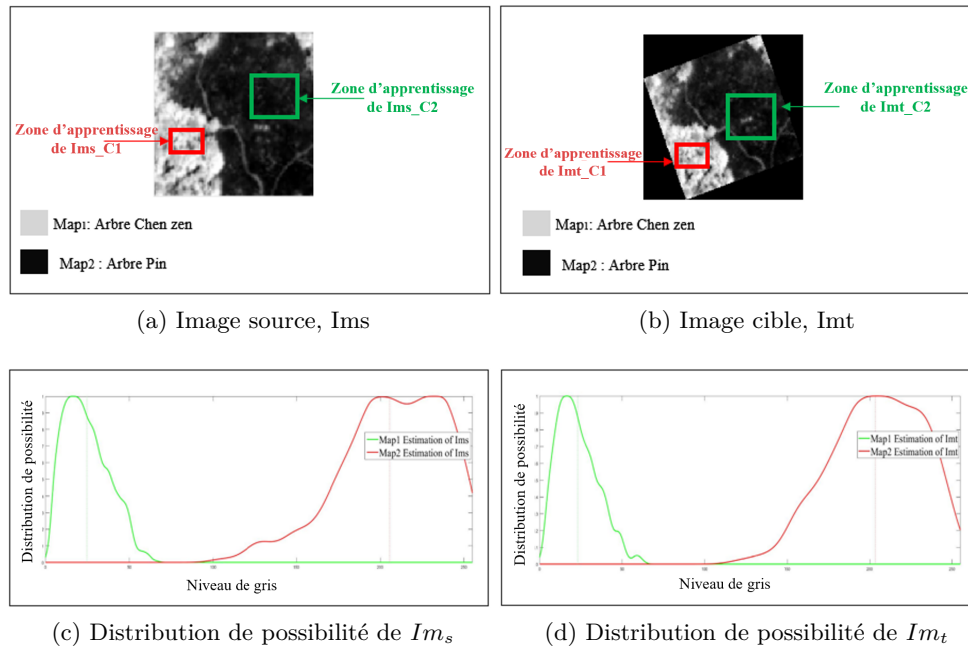 Zone d'apprentissage
de Ims_C2
Zone d'apprentissage
de Ims_C1
Map1: Arbre Chen zen
Map2 : Arbre Pin
(a) Image source, Ims
Zone d'apprentissage
de Imt_C2
Zone d'apprentissage
de Imt_C1
Map1: Arbre Chen zen
Map2 : Arbre Pin
(b) Image cible, Imt
Distribution de possibilité
Map1 Estimation of Ims
Map2 Estimation of Ims
Niveau de gris
(c) Distribution de possibilité de Im_s
Distribution de possibilité
Map1 Estimation of Imt
Map2 Estimation of Imt
Niveau de gris
(d) Distribution de possibilité de Im_t